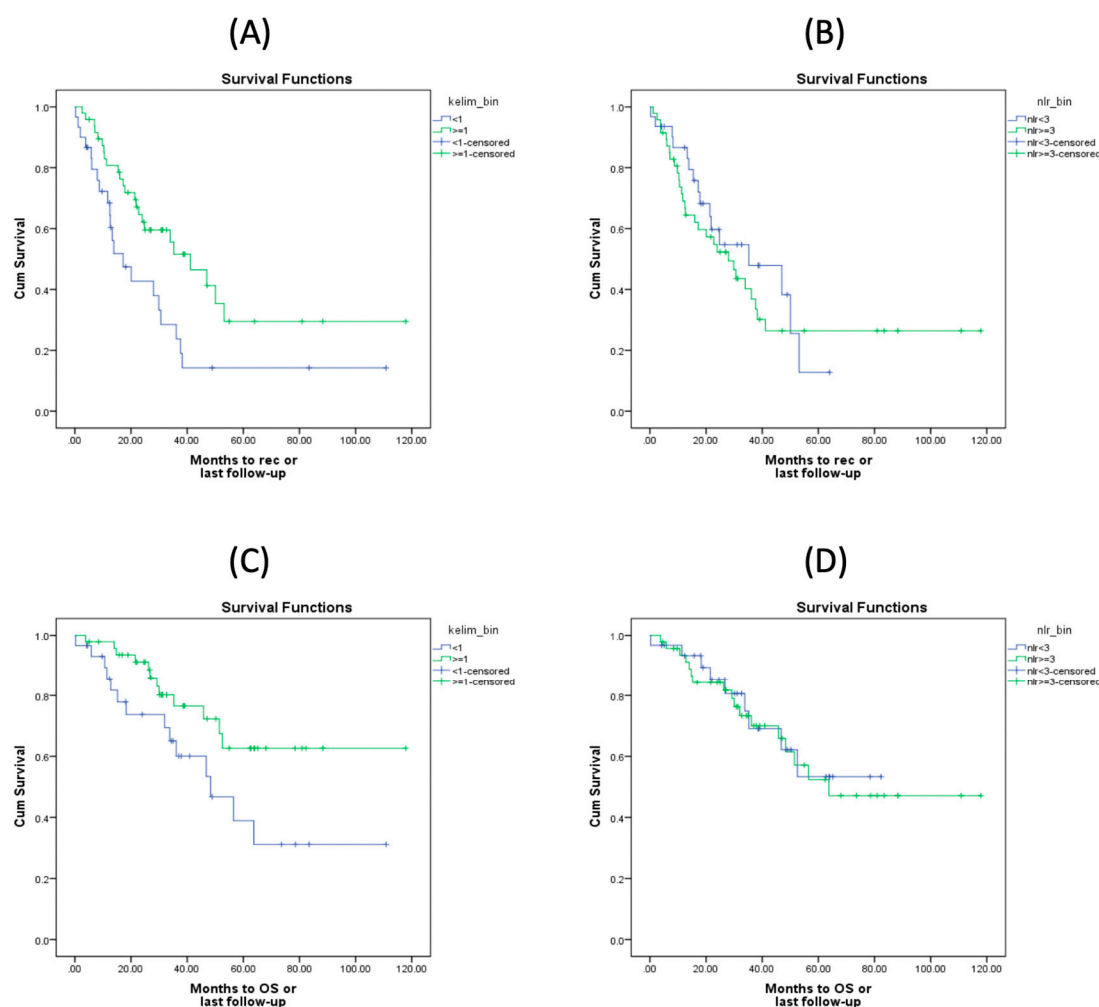 (A)
Survival Functions
kelim_bin
<1
>=1
<1-censored
>=1-censored
Cum Survival
1.0
0.8
0.6
0.4
0.2
0.0
.00 20.00 40.00 60.00 80.00 100.00 120.00
Months to rec or
last follow-up
(B)
Survival Functions
nlr_bin
nlr<3
nlr>=3
nlr<3-censored
nlr>=3-censored
Cum Survival
1.0
0.8
0.6
0.4
0.2
0.0
.00 20.00 40.00 60.00 80.00 100.00 120.00
Months to rec or
last follow-up
(C)
Survival Functions
kelim_bin
<1
>=1
<1-censored
>=1-censored
Cum Survival
1.0
0.8
0.6
0.4
0.2
0.0
.00 20.00 40.00 60.00 80.00 100.00 120.00
Months to OS or
last follow-up
(D)
Survival Functions
nlr_bin
nlr<3
nlr>=3
nlr<3-censored
nlr>=3-censored
Cum Survival
1.0
0.8
0.6
0.4
0.2
0.0
.00 20.00 40.00 60.00 80.00 100.00 120.00
Months to OS or
last follow-up